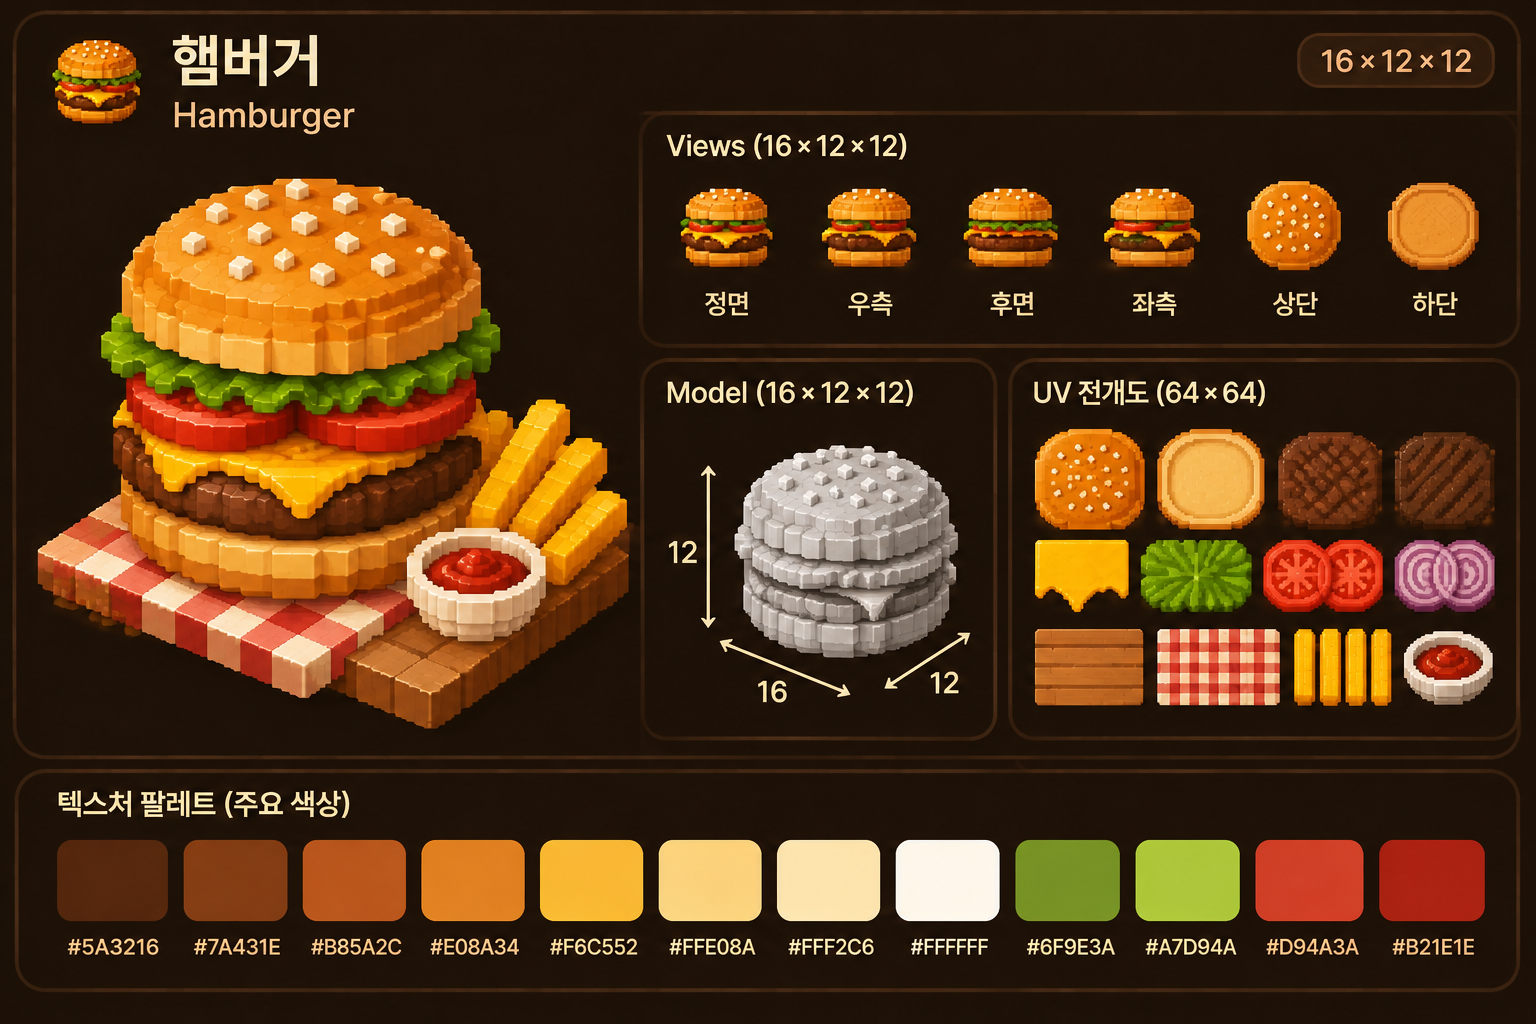 햄버거
Hamburger
16×12×12
Views (16×12×12)
정면
우측
후면
좌측
상단
하단
Model (16×12×12)
12
16
12
UV 전개도 (64×64)
텍스처 팔레트 (주요 색상)
#5A3216
#7A431E
#B85A2C
#E08A34
#F6C552
#FFE08A
#FFF2C6
#FFFFFF
#6F9E3A
#A7D94A
#D94A3A
#B21E1E